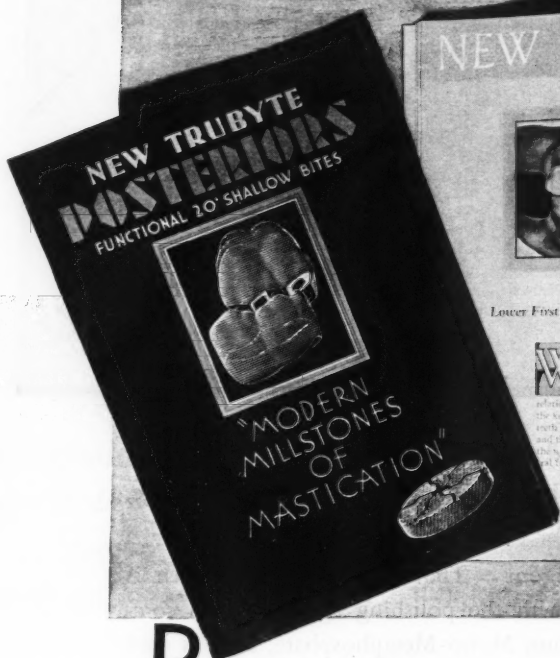 NEW TRUBYTE
POSTERIORS
FUNCTIONAL 20° SHALLOW BITES
"MODERN
MILLSTONES
OF
MASTICATION"
NEW
Lower First